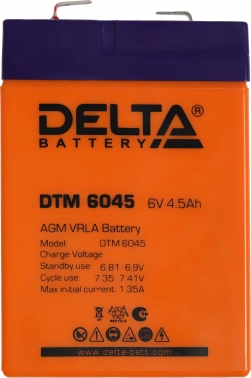 DELTA®
BATTERY
DTM 6045 6V 4.5Ah
AGM VRLA Battery
Model: DTM 6045
Charge Voltage
Standby use: 6.81 6.9V
Cycle use: 7.35 7.41V
Max initial current: 1.35A
www.delta-batt.com